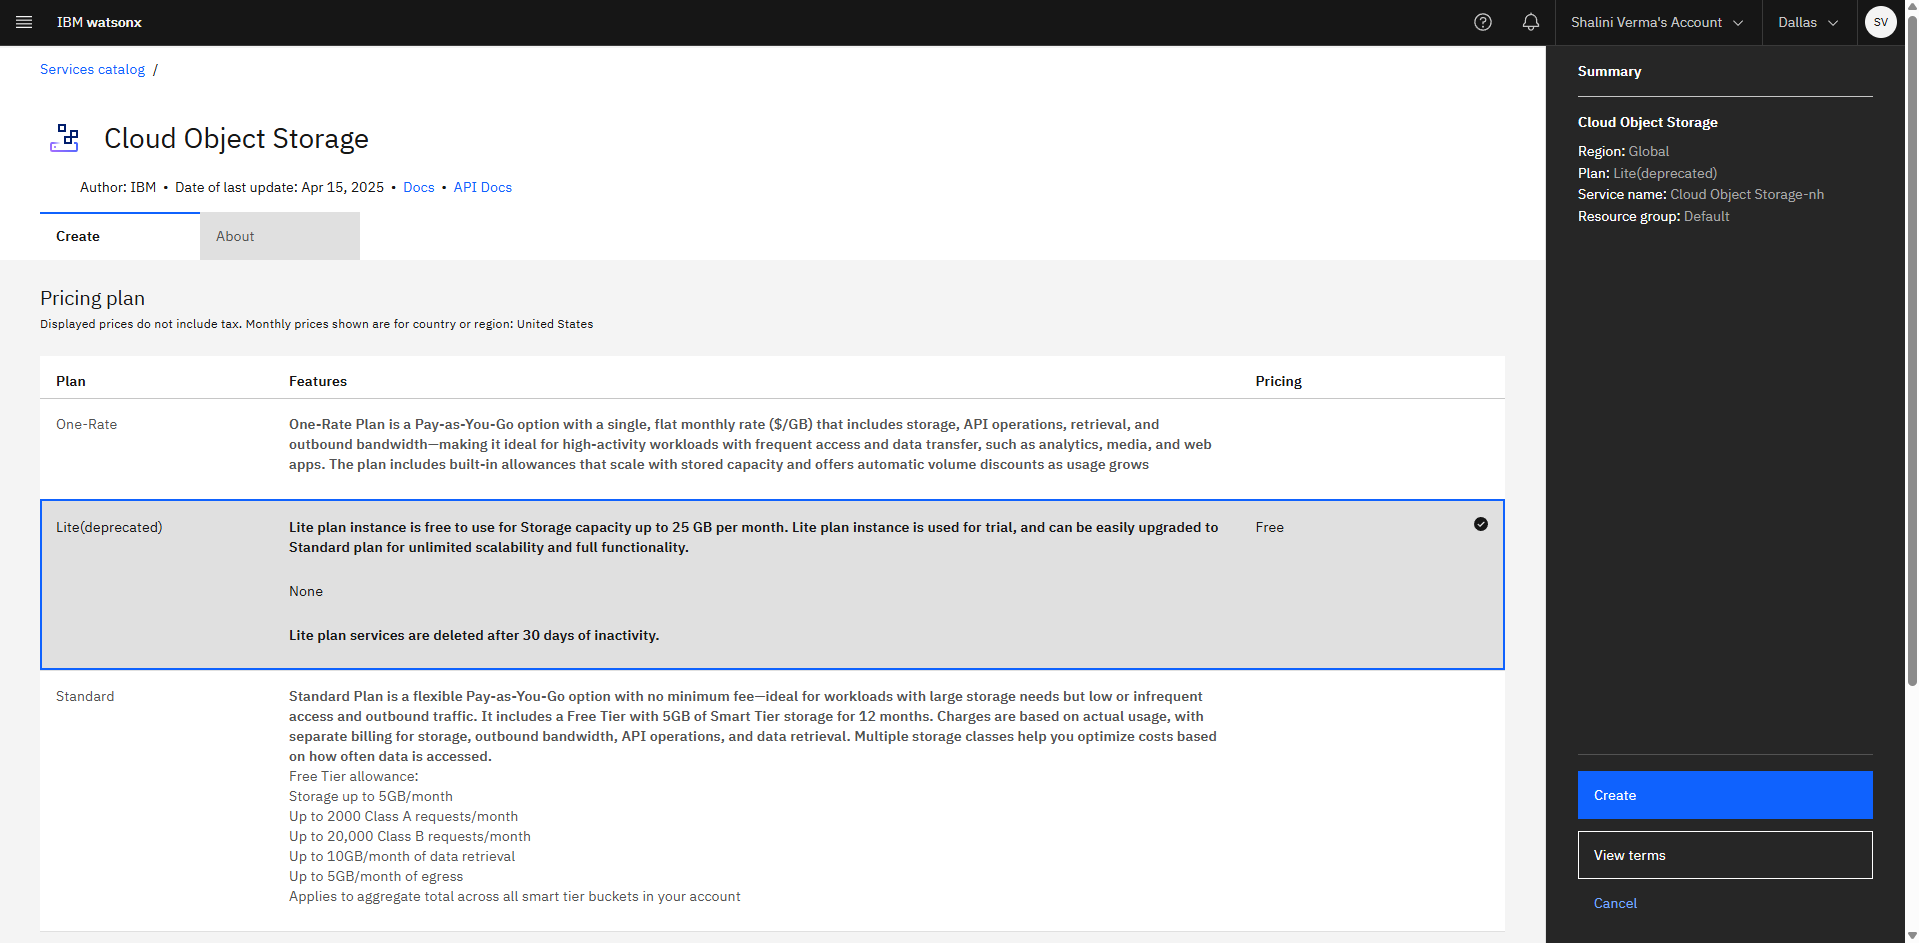 IBM watsonx
Shalini Verma's Account
Dallas
SV
Services catalog /
Cloud Object Storage
Author: IBM • Date of last update: Apr 15, 2025 • Docs • API Docs
Create
About
Pricing plan
Displayed prices do not include tax. Monthly prices shown are for country or region: United States
Plan Features Pricing
One-Rate
One-Rate Plan is a Pay-as-You-Go option with a single, flat monthly rate ($/GB) that includes storage, API operations, retrieval, and
outbound bandwidth—making it ideal for high-activity workloads with frequent access and data transfer, such as analytics, media, and web
apps. The plan includes built-in allowances that scale with stored capacity and offers automatic volume discounts as usage grows
Lite(deprecated)
Lite plan instance is free to use for Storage capacity up to 25 GB per month. Lite plan instance is used for trial, and can be easily upgraded to
Standard plan for unlimited scalability and full functionality.
Free
None
Lite plan services are deleted after 30 days of inactivity.
Standard
Standard Plan is a flexible Pay-as-You-Go option with no minimum fee—ideal for workloads with large storage needs but low or infrequent
access and outbound traffic. It includes a Free Tier with 5GB of Smart Tier storage for 12 months. Charges are based on actual usage, with
separate billing for storage, outbound bandwidth, API operations, and data retrieval. Multiple storage classes help you optimize costs based
on how often data is accessed.
Free Tier allowance:
Storage up to 5GB/month
Up to 2000 Class A requests/month
Up to 20,000 Class B requests/month
Up to 10GB/month of data retrieval
Up to 5GB/month of egress
Applies to aggregate total across all smart tier buckets in your account
Summary
Cloud Object Storage
Region: Global
Plan: Lite(deprecated)
Service name: Cloud Object Storage-nh
Resource group: Default
Create
View terms
Cancel